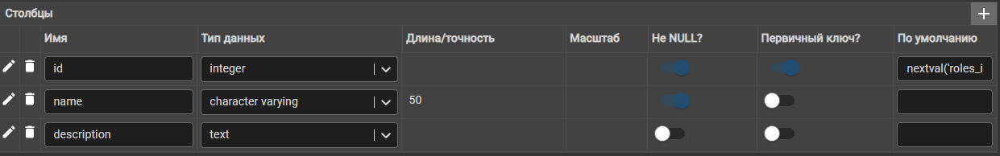 Столбцы
Имя Тип данных Длина/точность Масштаб Не NULL? Первичный ключ? По умолчанию
id integer nextval('roles_i
name character varying 50
description text